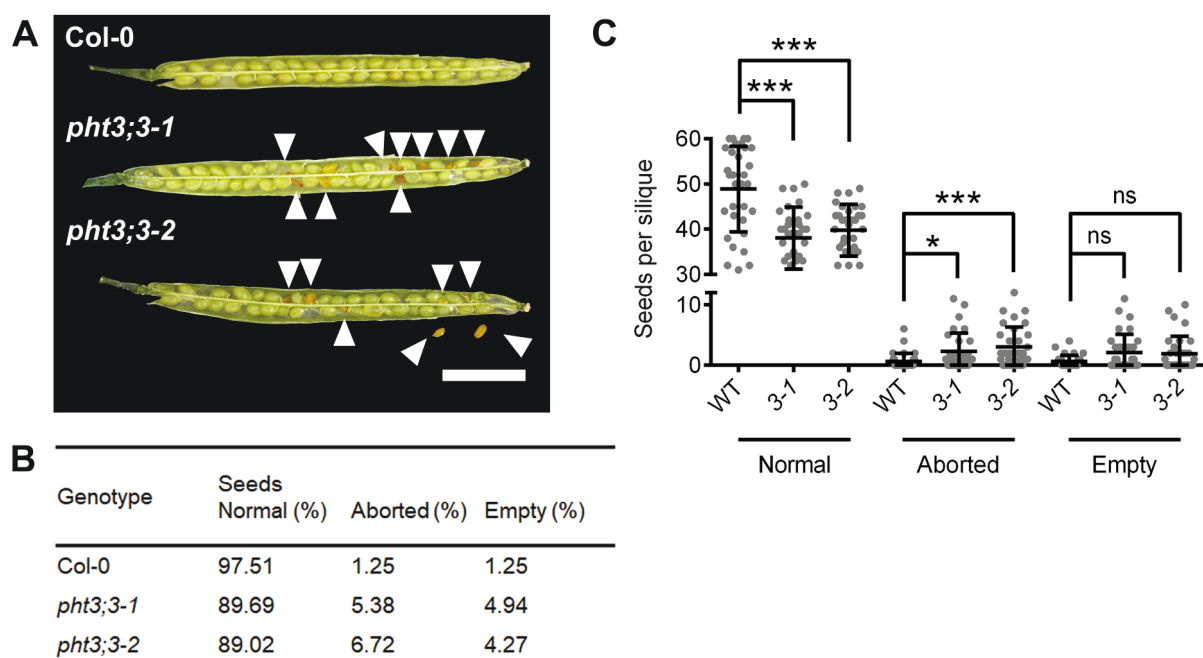 A
Col-0
pht3;3-1
pht3;3-2
B
Genotype
Seeds
Normal (%) Aborted (%) Empty (%)
Col-0 97.51 1.25 1.25
pht3;3-1 89.69 5.38 4.94
pht3;3-2 89.02 6.72 4.27
C
Seeds per silique
60
50
40
30
10
0
***
***
***
*
ns
ns
WT 3-1 3-2 WT 3-1 3-2 WT 3-1 3-2
Normal Aborted Empty